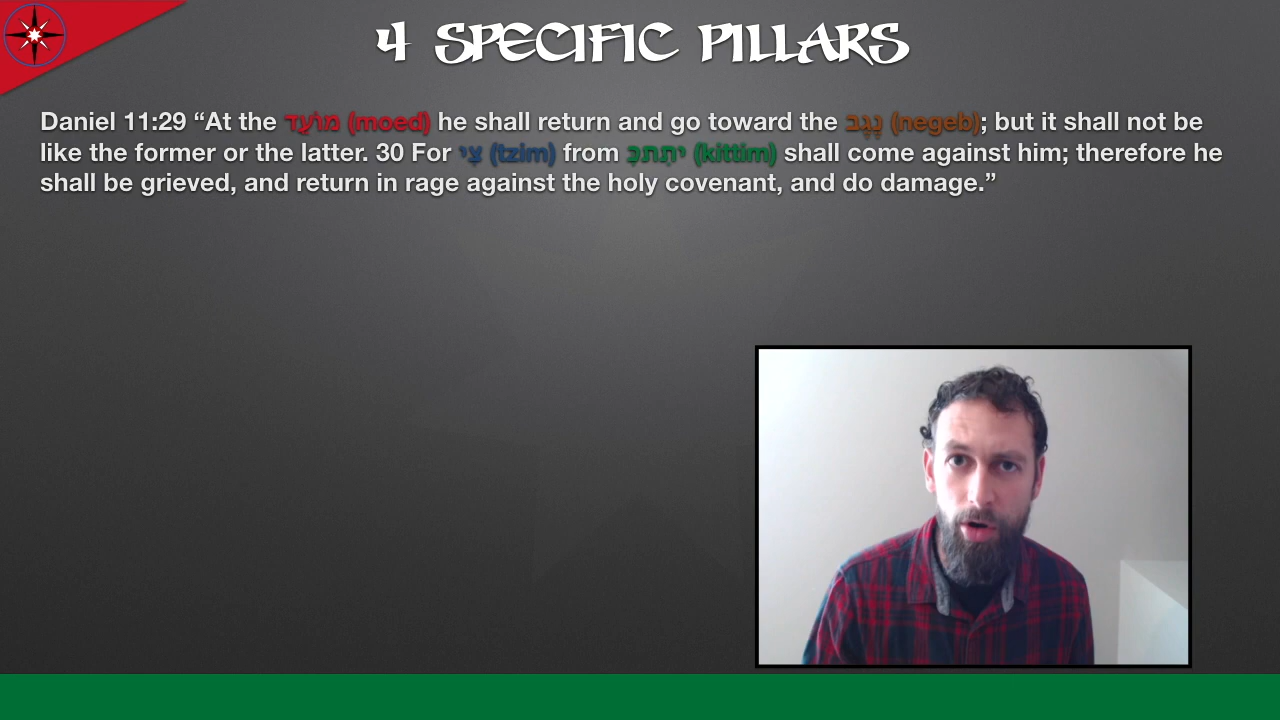 4 SPECIFIC PILLARS
Daniel 11:29 “At the מוֹעֲד (moed) he shall return and go toward the נֶגֶב (negeb); but it shall not be
like the former or the latter. 30 For צִי (tzim) from יתִּתכִּ (kittim) shall come against him; therefore he
shall be grieved, and return in rage against the holy covenant, and do damage.”